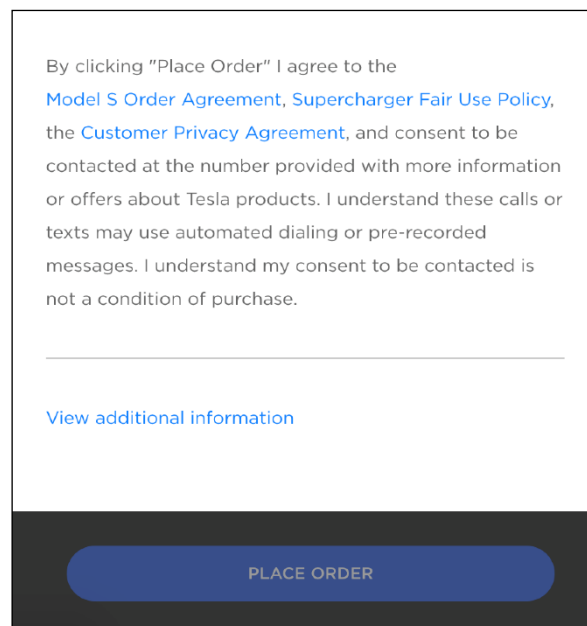 By clicking "Place Order" I agree to the
Model S Order Agreement, Supercharger Fair Use Policy,
the Customer Privacy Agreement, and consent to be
contacted at the number provided with more information
or offers about Tesla products. I understand these calls or
texts may use automated dialing or pre-recorded
messages. I understand my consent to be contacted is
not a condition of purchase.
View additional information
PLACE ORDER